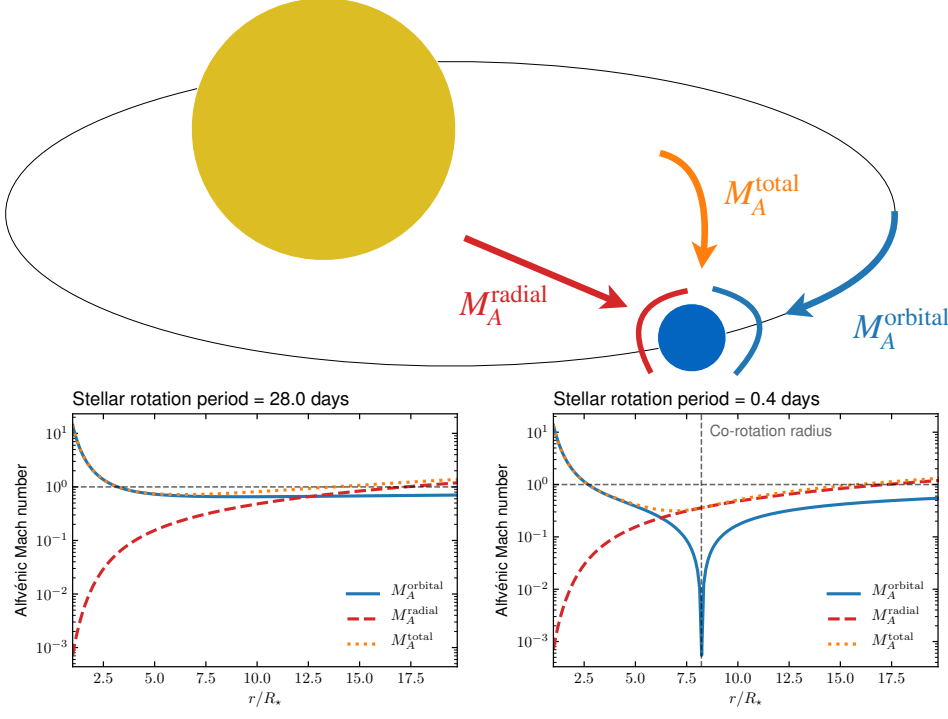 M_A^total
M_A^radial
M_A^orbital
Stellar rotation period = 28.0 days
Alfvénic Mach number
10^1
10^0
10^−1
10^−2
10^−3
M_A^orbital
M_A^radial
M_A^total
2.5 5.0 7.5 10.0 12.5 15.0 17.5
r/R⋆
Stellar rotation period = 0.4 days
Co-rotation radius
Alfvénic Mach number
10^1
10^0
10^−1
10^−2
10^−3
M_A^orbital
M_A^radial
M_A^total
2.5 5.0 7.5 10.0 12.5 15.0 17.5
r/R⋆